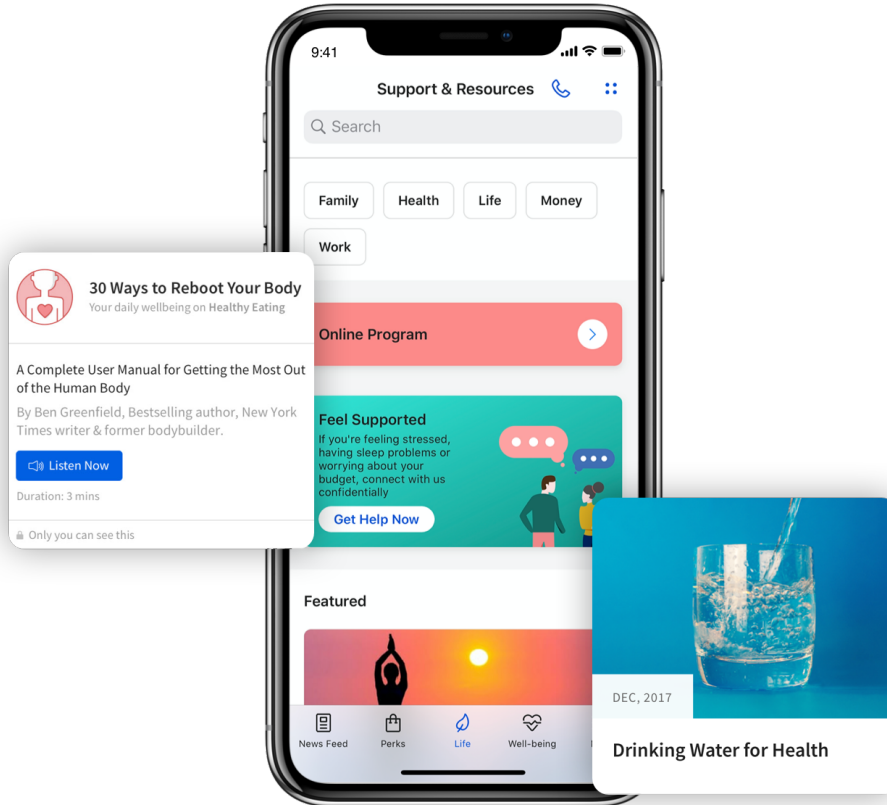 9:41
Support & Resources
Search
Family
Health
Life
Money
Work
30 Ways to Reboot Your Body
Your daily wellbeing on Healthy Eating
A Complete User Manual for Getting the Most Out
of the Human Body
By Ben Greenfield, Bestselling author, New York
Times writer & former bodybuilder.
Listen Now
Duration: 3 mins
Only you can see this
Online Program
Feel Supported
If you're feeling stressed,
having sleep problems or
worrying about your
budget, connect with us
confidentially
Get Help Now
Featured
News Feed
Perks
Life
Well-being
DEC, 2017
Drinking Water for Health